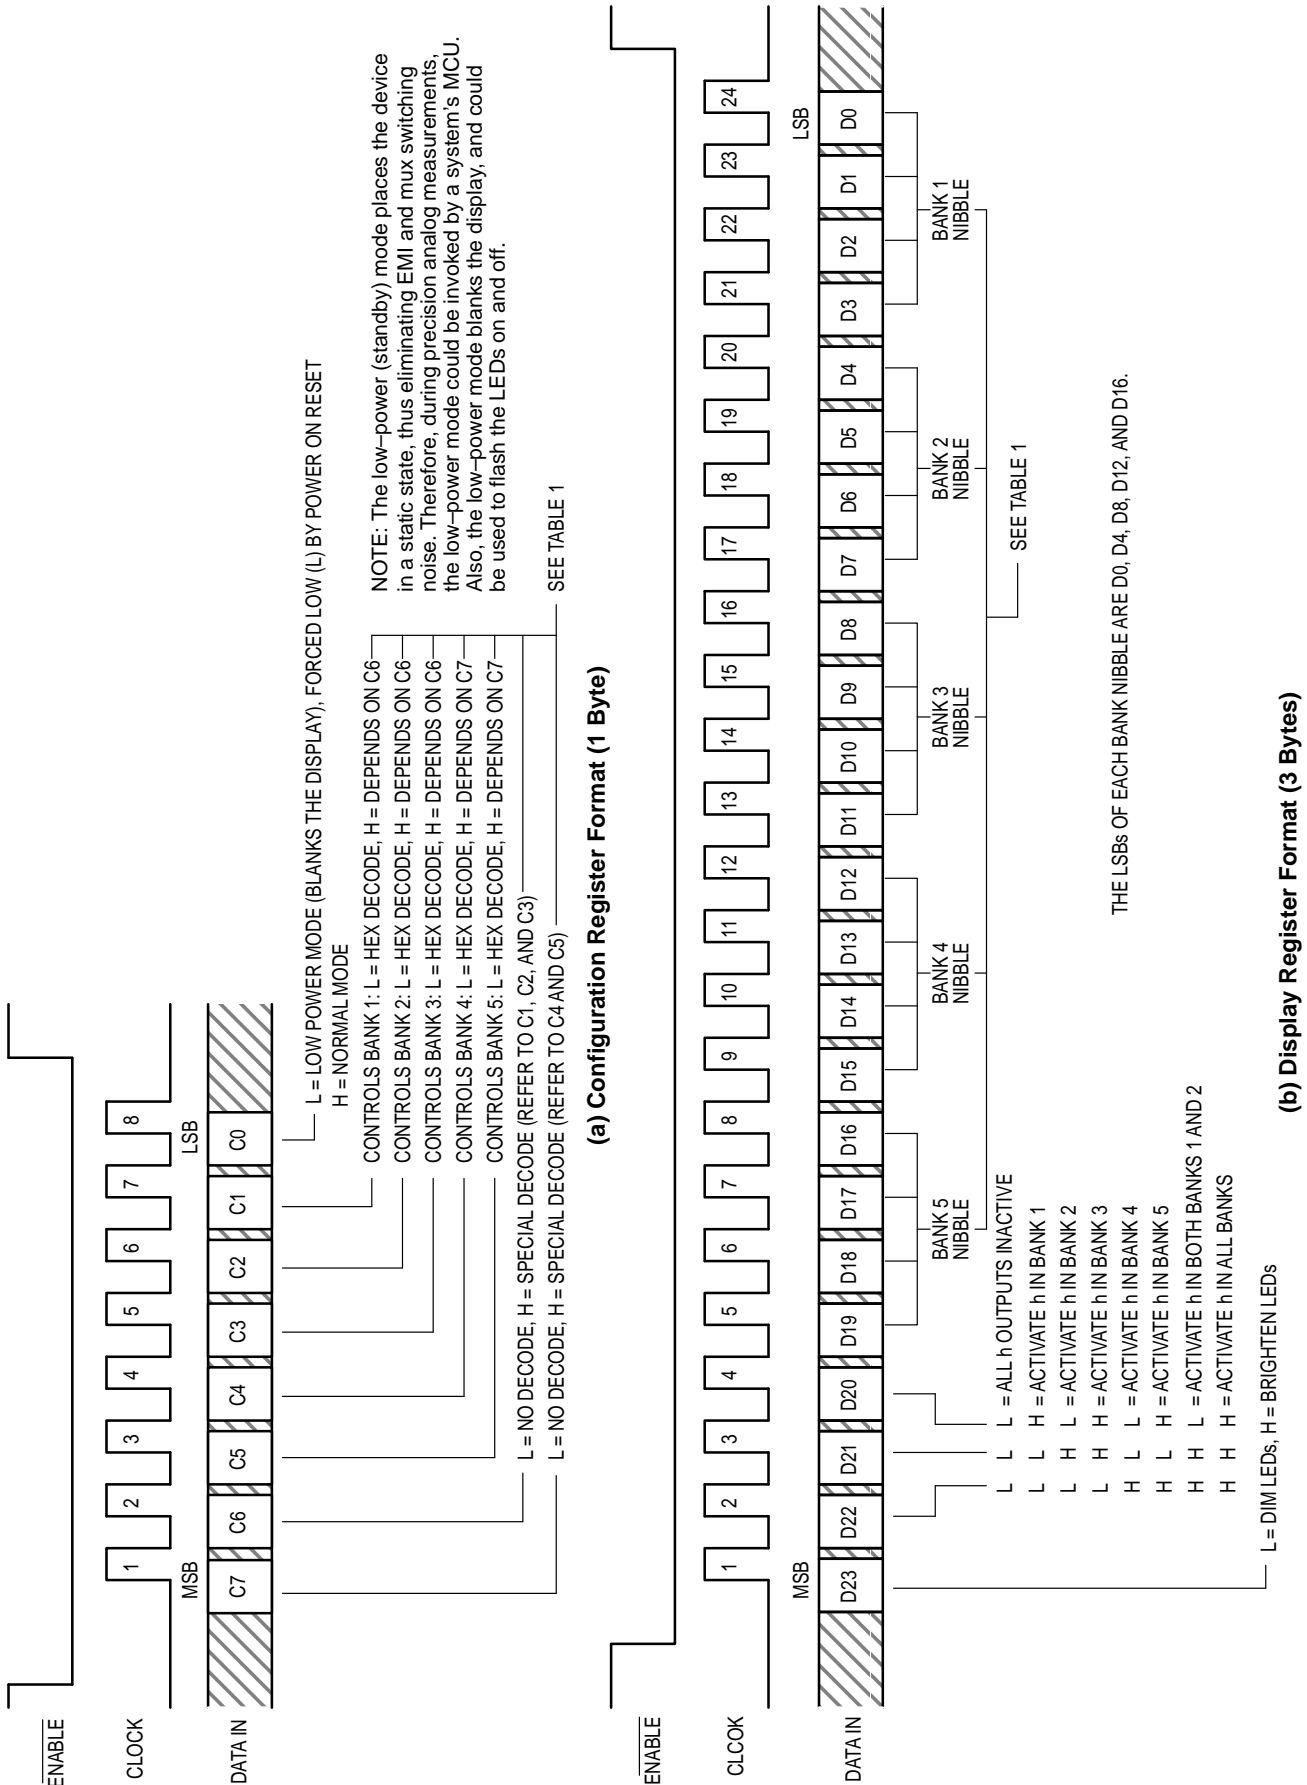 ENABLE
CLOCK
1 2 3 4 5 6 7 8
MSB LSB
DATA IN
C7 C6 C5 C4 C3 C2 C1 C0
L = LOW POWER MODE (BLANKS THE DISPLAY), FORCED LOW (L) BY POWER ON RESET
H = NORMAL MODE
CONTROLS BANK 1: L = HEX DECODE, H = DEPENDS ON C6
CONTROLS BANK 2: L = HEX DECODE, H = DEPENDS ON C6
CONTROLS BANK 3: L = HEX DECODE, H = DEPENDS ON C6
CONTROLS BANK 4: L = HEX DECODE, H = DEPENDS ON C7
CONTROLS BANK 5: L = HEX DECODE, H = DEPENDS ON C7
L = NO DECODE, H = SPECIAL DECODE (REFER TO C1, C2, AND C3)
L = NO DECODE, H = SPECIAL DECODE (REFER TO C4 AND C5)
SEE TABLE 1
NOTE: The low–power (standby) mode places the device
in a static state, thus eliminating EMI and mux switching
noise. Therefore, during precision analog measurements,
the low–power mode could be invoked by a system's MCU.
Also, the low–power mode blanks the display, and could
be used to flash the LEDs on and off.
(a) Configuration Register Format (1 Byte)
ENABLE
CLCOK
1 2 3 4 5 6 7 8 9 10 11 12 13 14 15 16 17 18 19 20 21 22 23 24
MSB LSB
DATA IN
D23 D22 D21 D20 D19 D18 D17 D16 D15 D14 D13 D12 D11 D10 D9 D8 D7 D6 D5 D4 D3 D2 D1 D0
BANK 5
NIBBLE
BANK 4
NIBBLE
BANK 3
NIBBLE
BANK 2
NIBBLE
BANK 1
NIBBLE
SEE TABLE 1
L L L = ALL h OUTPUTS INACTIVE
L L H = ACTIVATE h IN BANK 1
L H L = ACTIVATE h IN BANK 2
L H H = ACTIVATE h IN BANK 3
H L L = ACTIVATE h IN BANK 4
H L H = ACTIVATE h IN BANK 5
H H L = ACTIVATE h IN BOTH BANKS 1 AND 2
H H H = ACTIVATE h IN ALL BANKS
L = DIM LEDs, H = BRIGHTEN LEDs
THE LSBs OF EACH BANK NIBBLE ARE D0, D4, D8, D12, AND D16.
(b) Display Register Format (3 Bytes)